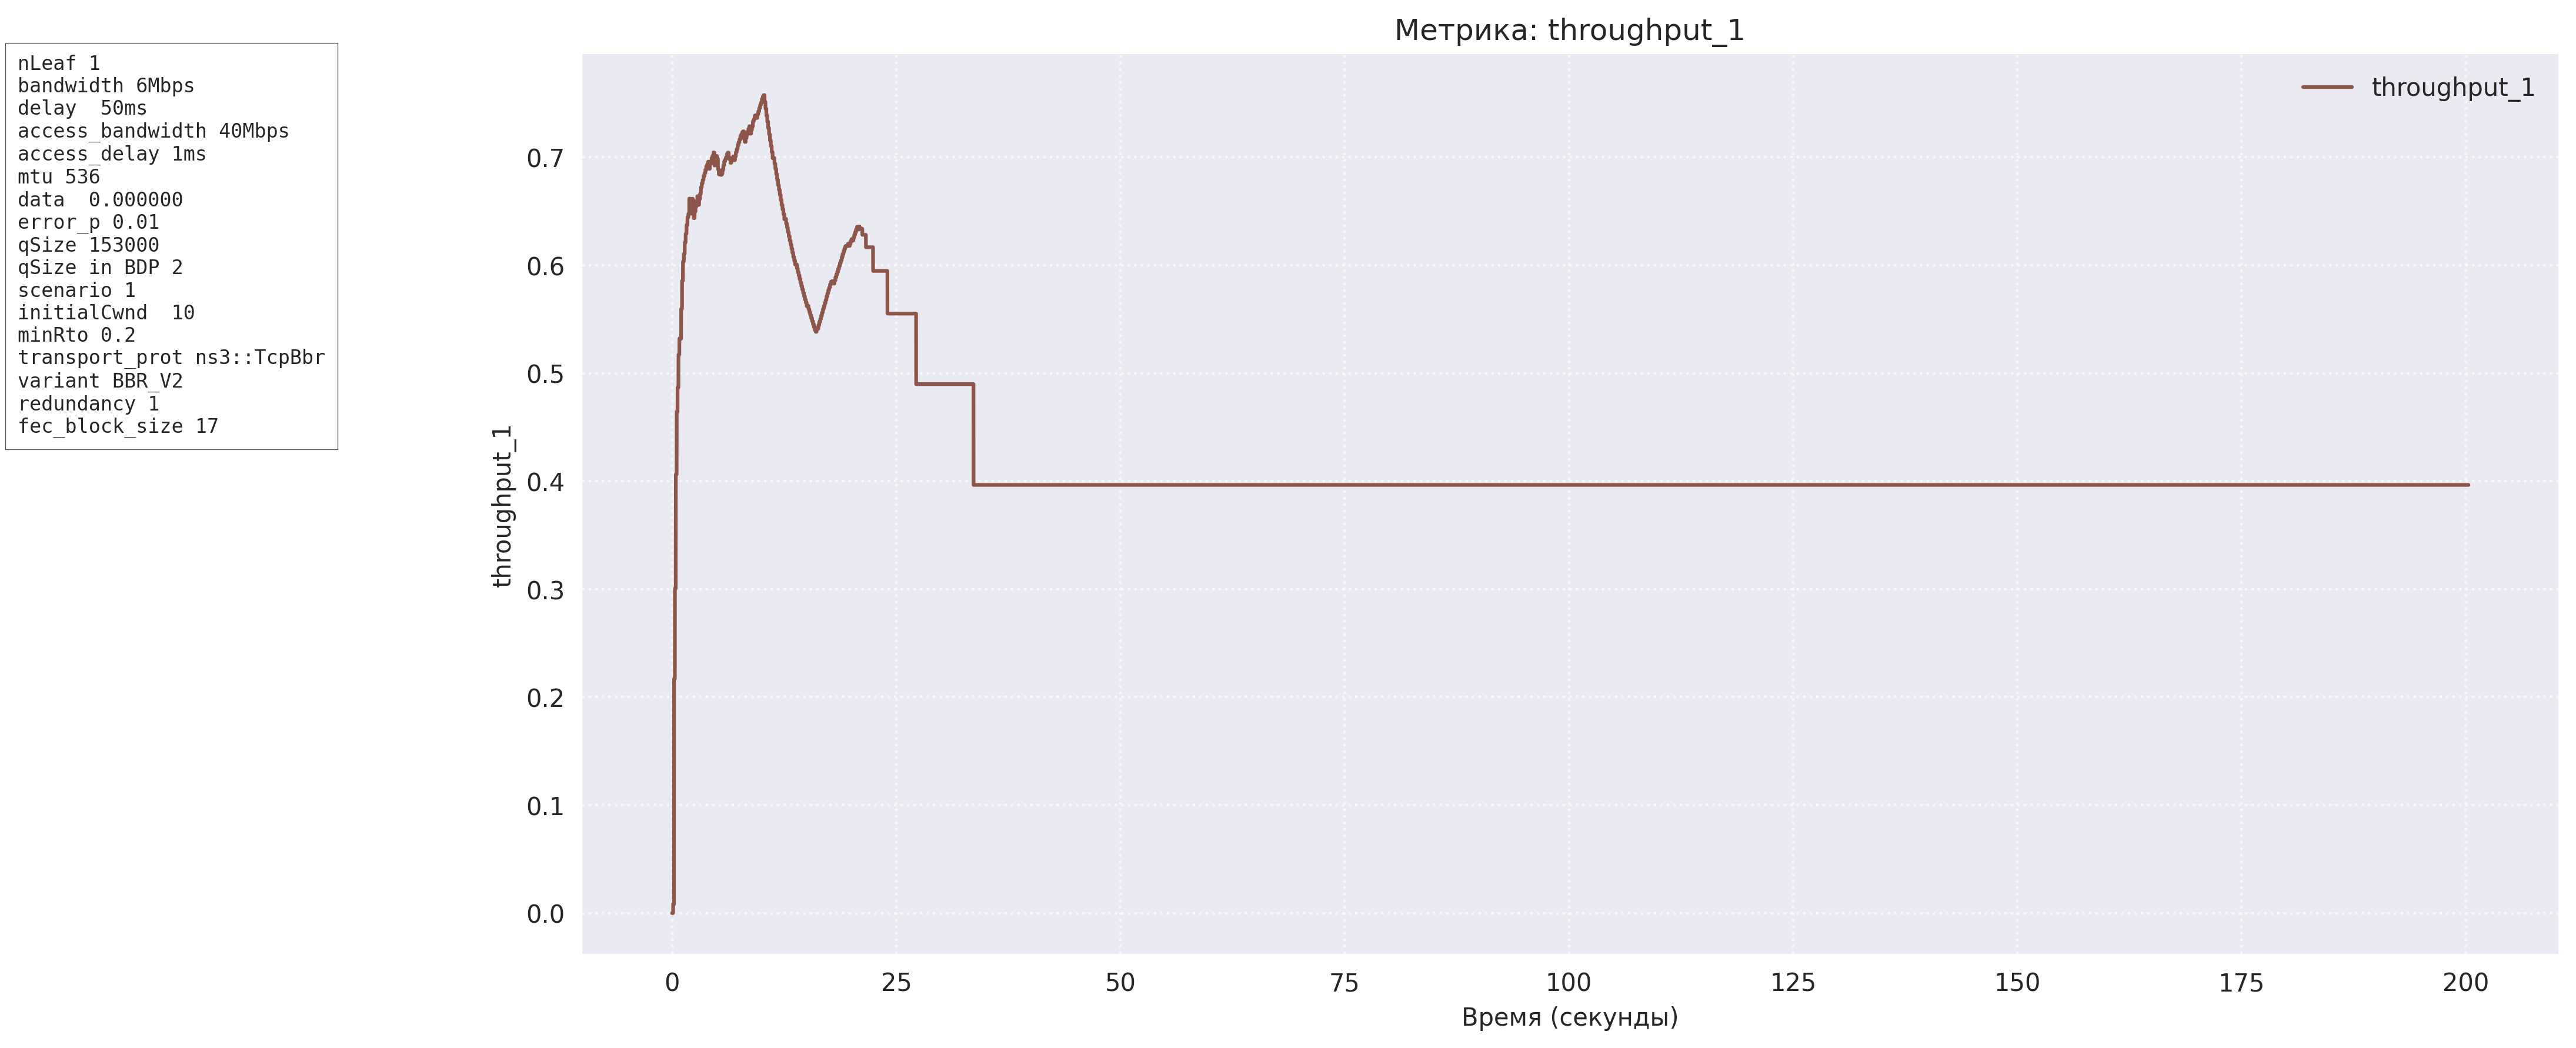 Метрика: throughput_1
nLeaf 1
bandwidth 6Mbps
delay  50ms
access_bandwidth 40Mbps
access_delay 1ms
mtu 536
data  0.000000
error_p 0.01
qSize 153000
qSize in BDP 2
scenario 1
initialCwnd  10
minRto 0.2
transport_prot ns3::TcpBbr
variant BBR_V2
redundancy 1
fec_block_size 17
throughput_1
throughput_1
0.7
0.6
0.5
0.4
0.3
0.2
0.1
0.0
0 25 50 75 100 125 150 175 200
Время (секунды)